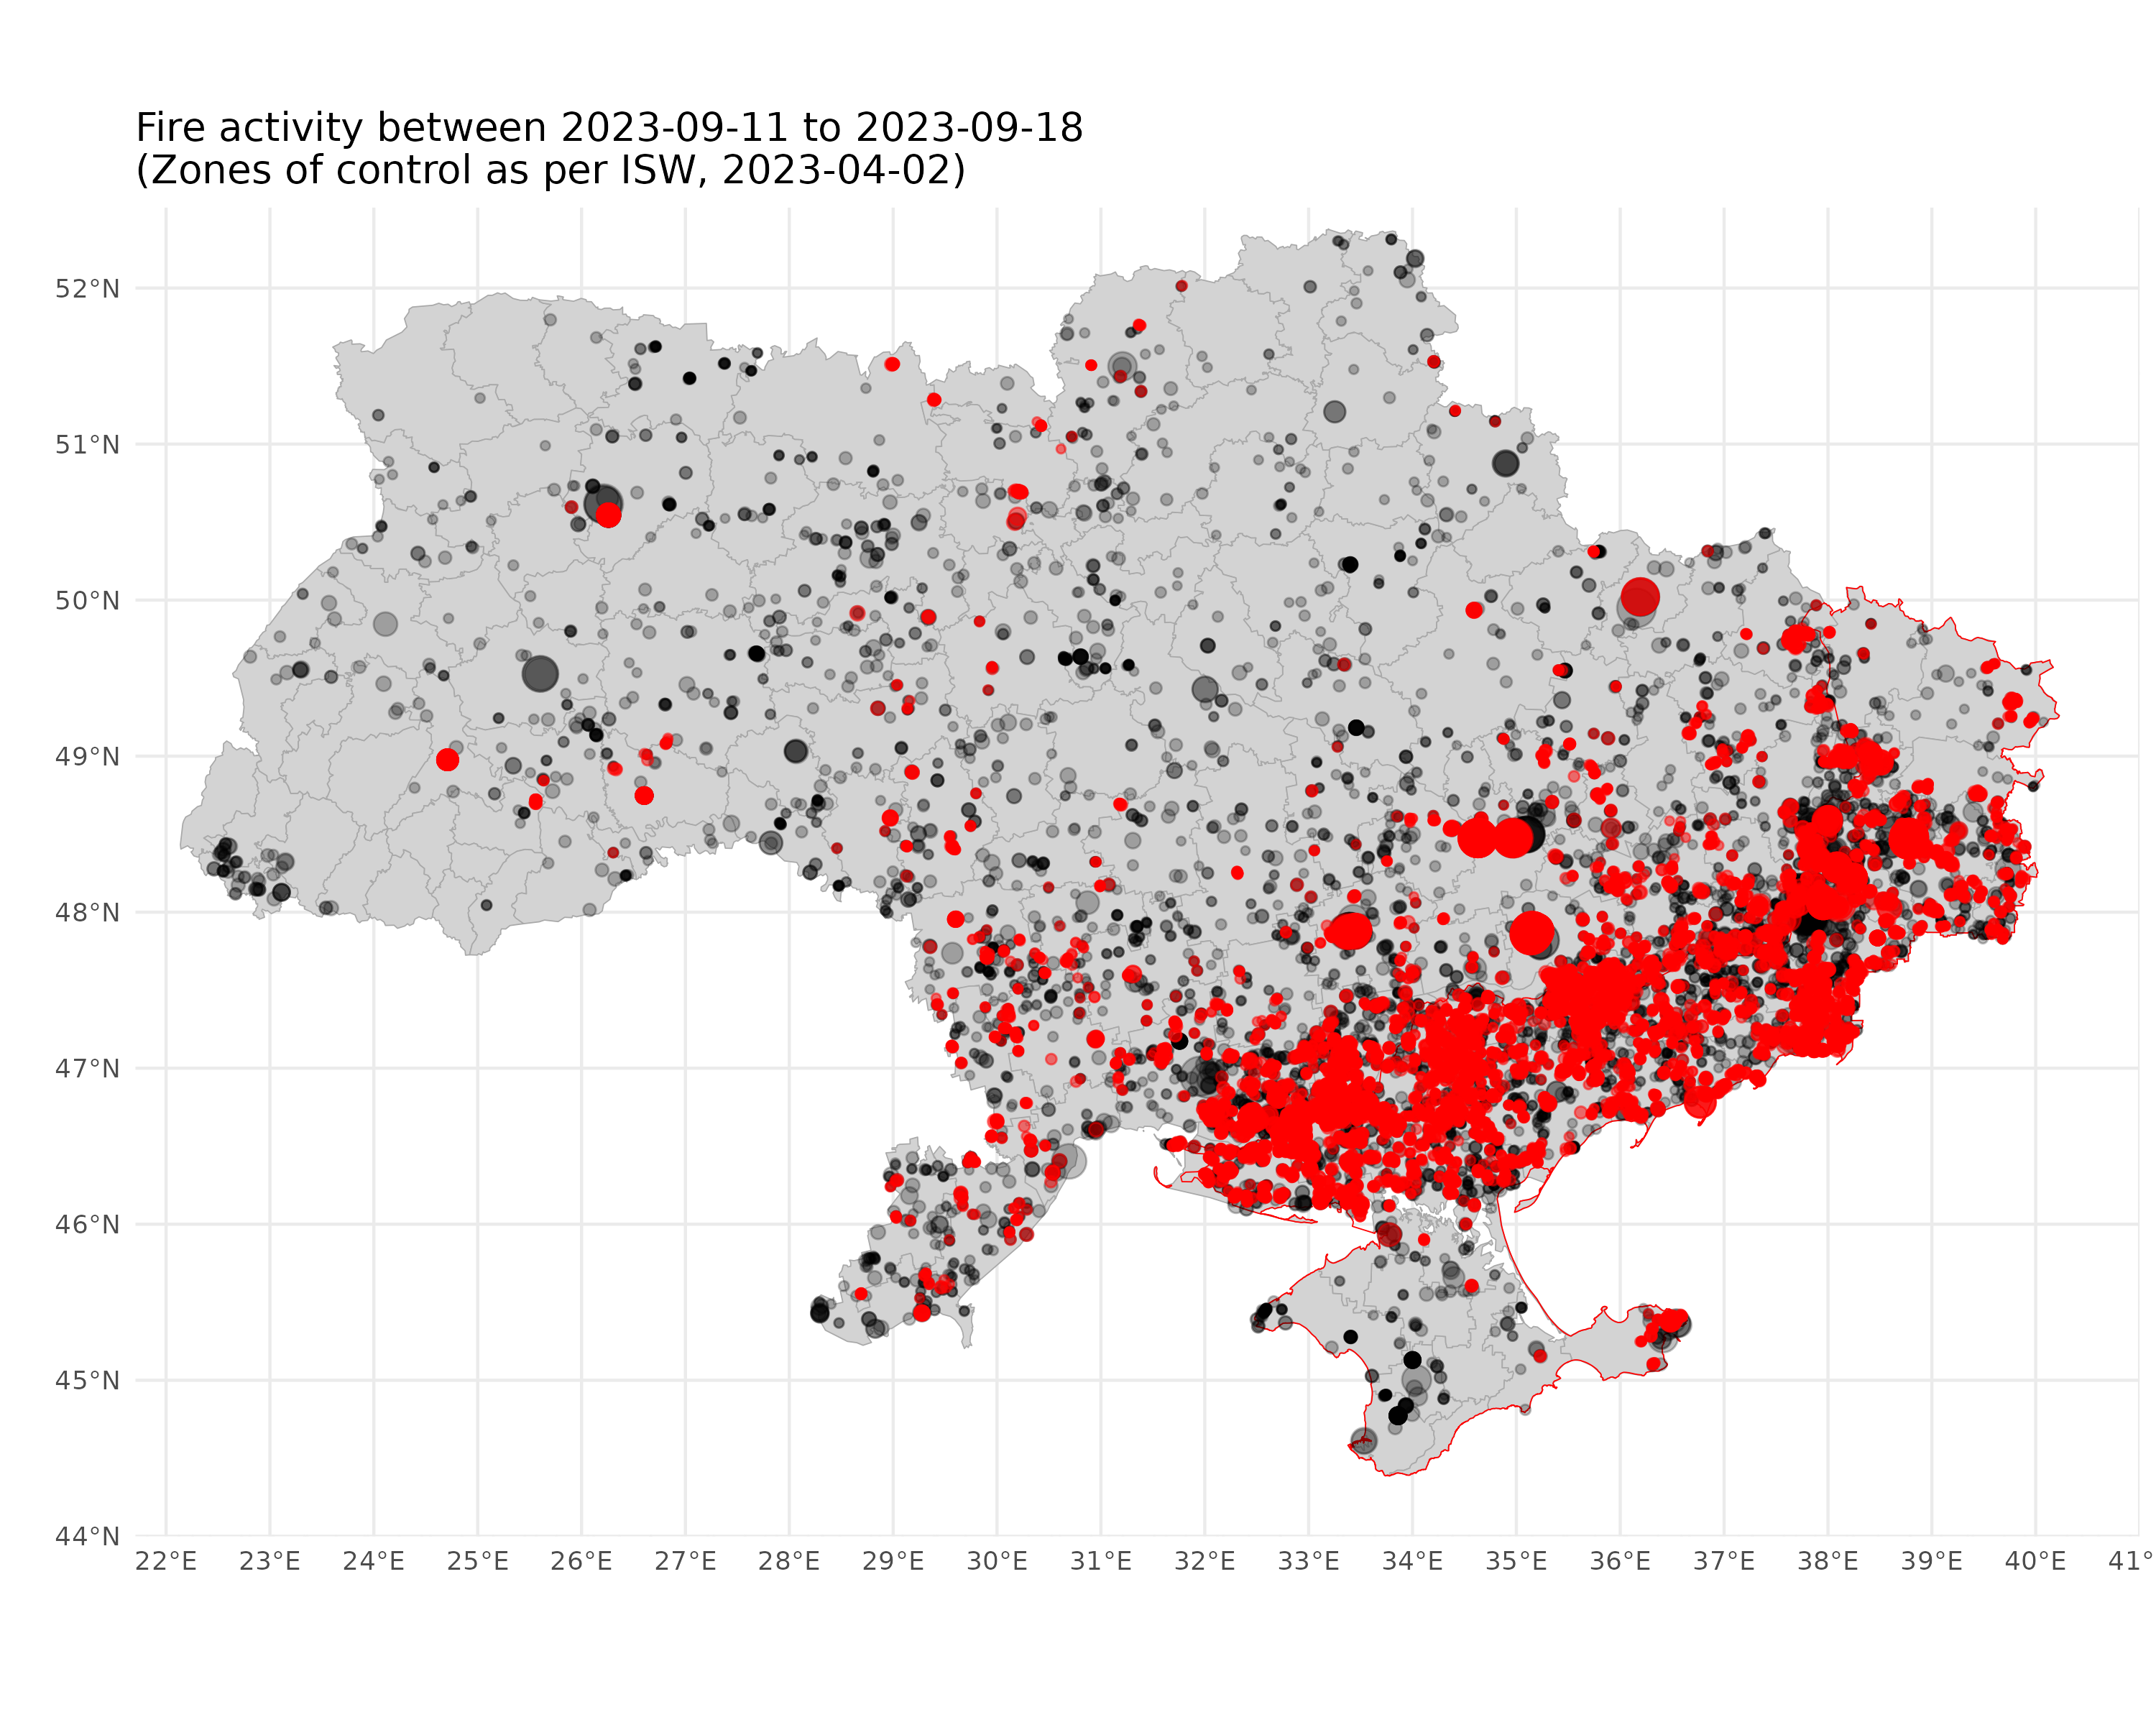 Fire activity between 2023-09-11 to 2023-09-18
(Zones of control as per ISW, 2023-04-02)
52°N
51°N
50°N
49°N
48°N
47°N
46°N
45°N
44°N
22°E 23°E 24°E 25°E 26°E 27°E 28°E 29°E 30°E 31°E 32°E 33°E 34°E 35°E 36°E 37°E 38°E 39°E 40°E 41°